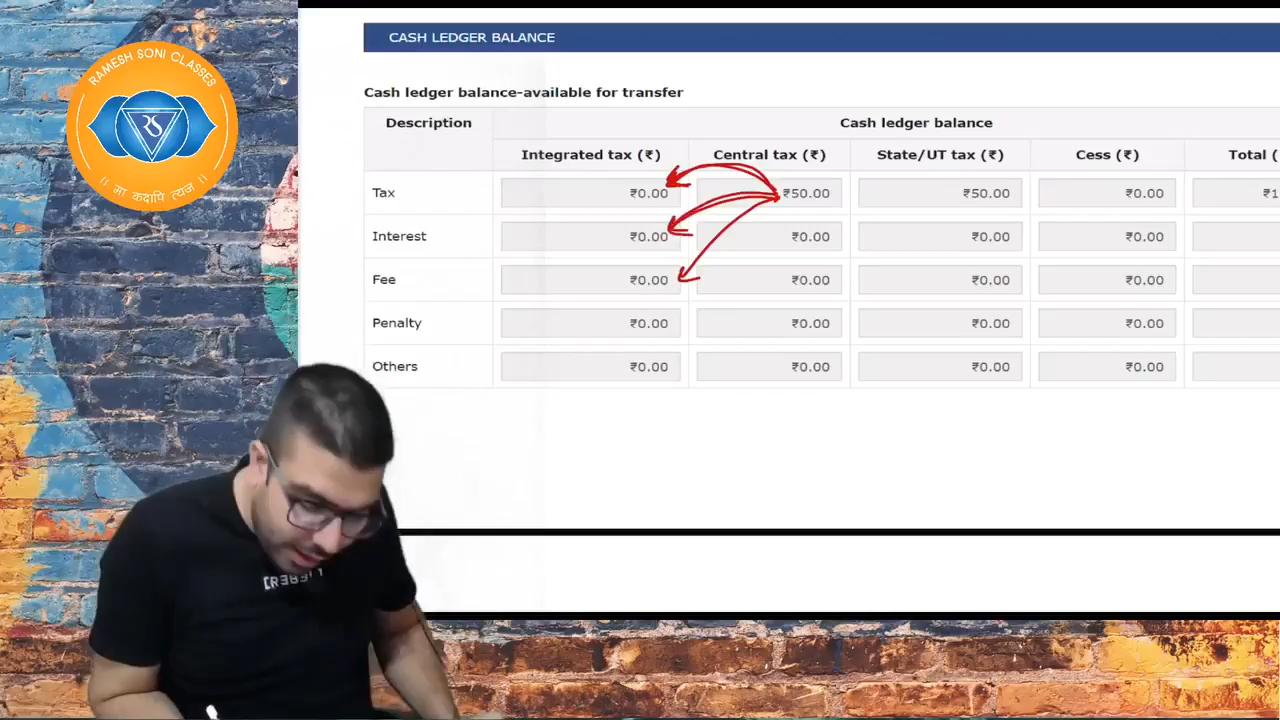 RAMESH SONI CLASSES
।। मा कदापि त्यज ।।
CASH LEDGER BALANCE
Cash ledger balance-available for transfer
Description Cash ledger balance
Integrated tax (₹) Central tax (₹) State/UT tax (₹) Cess (₹) Total (
Tax ₹0.00 ₹50.00 ₹50.00 ₹0.00 ₹1
Interest ₹0.00 ₹0.00 ₹0.00 ₹0.00
Fee ₹0.00 ₹0.00 ₹0.00 ₹0.00
Penalty ₹0.00 ₹0.00 ₹0.00 ₹0.00
Others ₹0.00 ₹0.00 ₹0.00 ₹0.00